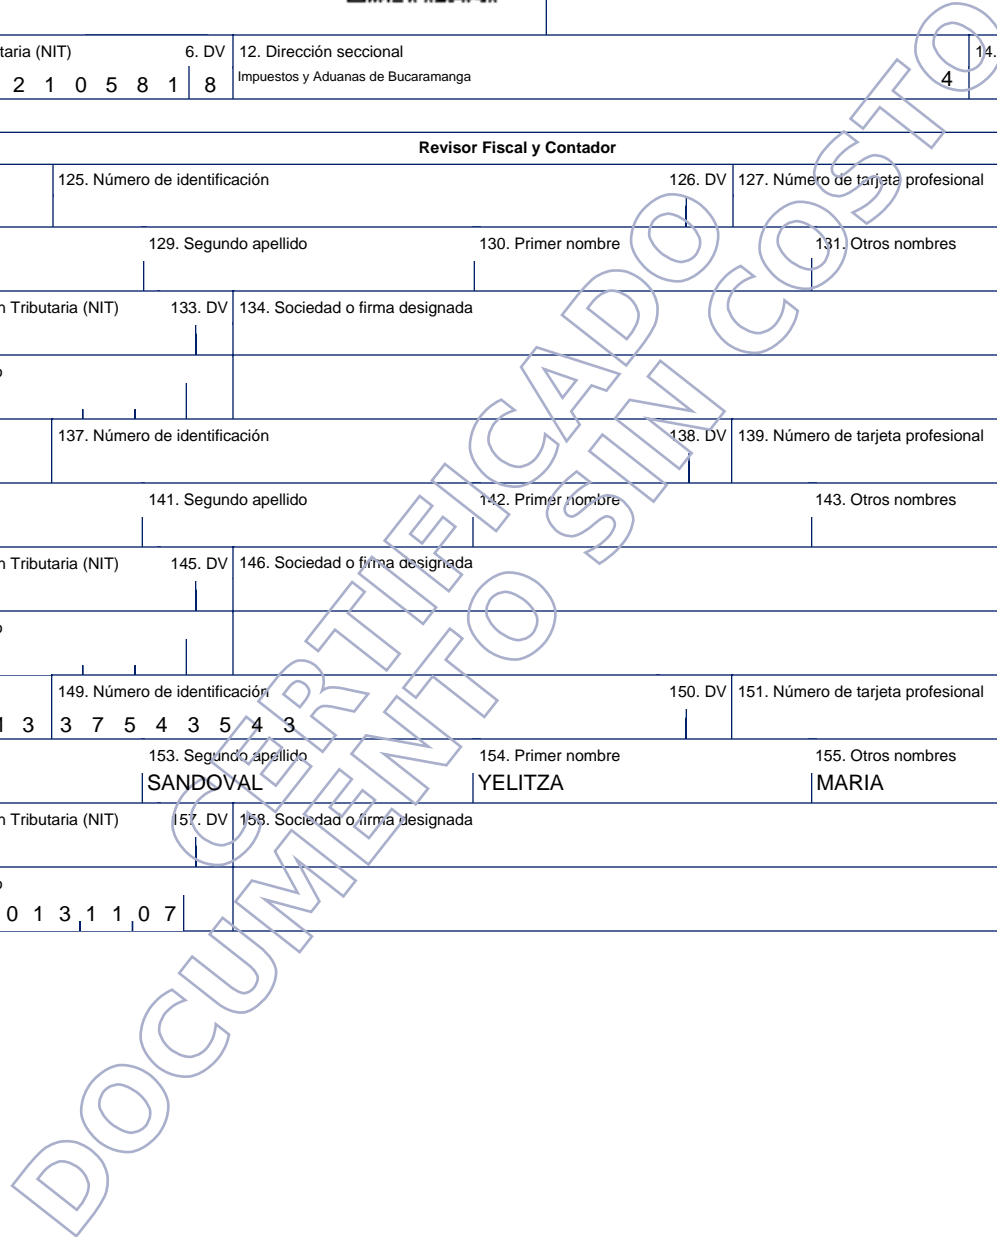 taria (NIT) 6. DV 12. Dirección seccional 14.
2 1 0 5 8 1 8 Impuestos y Aduanas de Bucaramanga 4
Revisor Fiscal y Contador
125. Número de identificación 126. DV 127. Número de tarjeta profesional
129. Segundo apellido 130. Primer nombre 131. Otros nombres
n Tributaria (NIT) 133. DV 134. Sociedad o firma designada
o
137. Número de identificación 138. DV 139. Número de tarjeta profesional
141. Segundo apellido 142. Primer nombre 143. Otros nombres
n Tributaria (NIT) 145. DV 146. Sociedad o firma designada
o
149. Número de identificación 150. DV 151. Número de tarjeta profesional
1 3 3 7 5 4 3 5 4 3
153. Segundo apellido 154. Primer nombre 155. Otros nombres
SANDOVAL YELITZA MARIA
n Tributaria (NIT) 157. DV 158. Sociedad o firma designada
o
0 1 3 1 1 0 7
CERTIFICADO
DOCUMENTO SIN COSTO